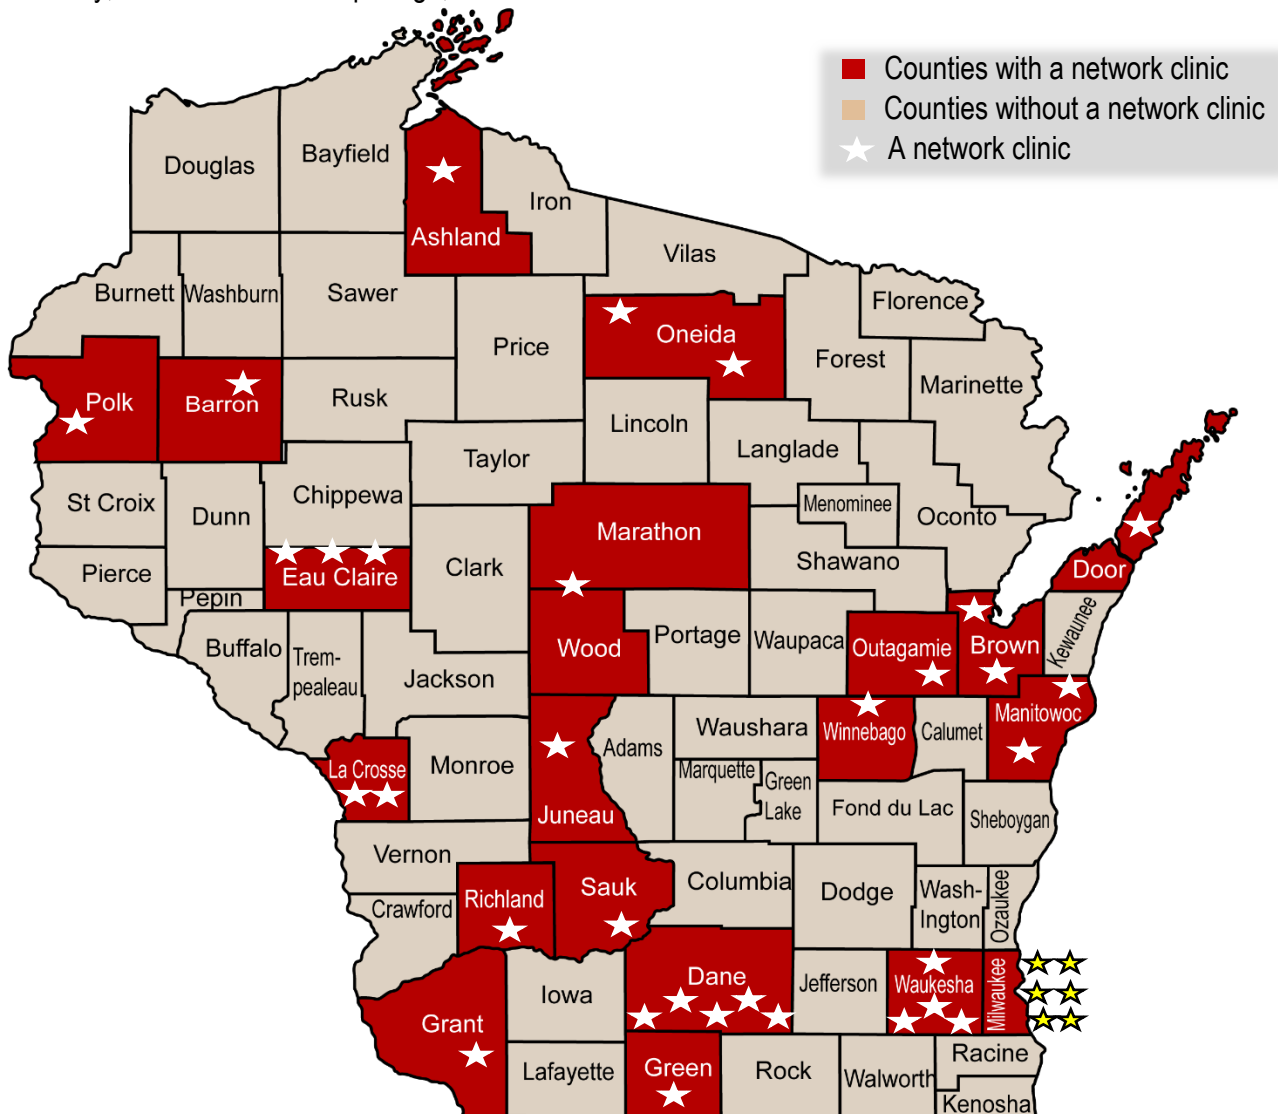 Counties with a network clinic
Counties without a network clinic
A network clinic
Douglas
Bayfield
Ashland
Iron
Vilas
Burnett
Washburn
Sawer
Price
Oneida
Florence
Forest
Marinette
Polk
Barron
Rusk
Lincoln
Langlade
Taylor
St Croix
Dunn
Chippewa
Marathon
Menominee
Oconto
Shawano
Pierce
Eau Claire
Clark
Door
Pepin
Buffalo
Trem-
pealeau
Jackson
Wood
Portage
Waupaca
Outagamie
Brown
Kewaunee
La Crosse
Monroe
Juneau
Adams
Waushara
Winnebago
Calumet
Manitowoc
Marquette
Green
Lake
Fond du Lac
Sheboygan
Vernon
Crawford
Richland
Sauk
Columbia
Dodge
Wash-
Ington
Ozaukee
Grant
Iowa
Dane
Jefferson
Waukesha
Milwaukee
Lafayette
Green
Rock
Walworth
Racine
Kenosha